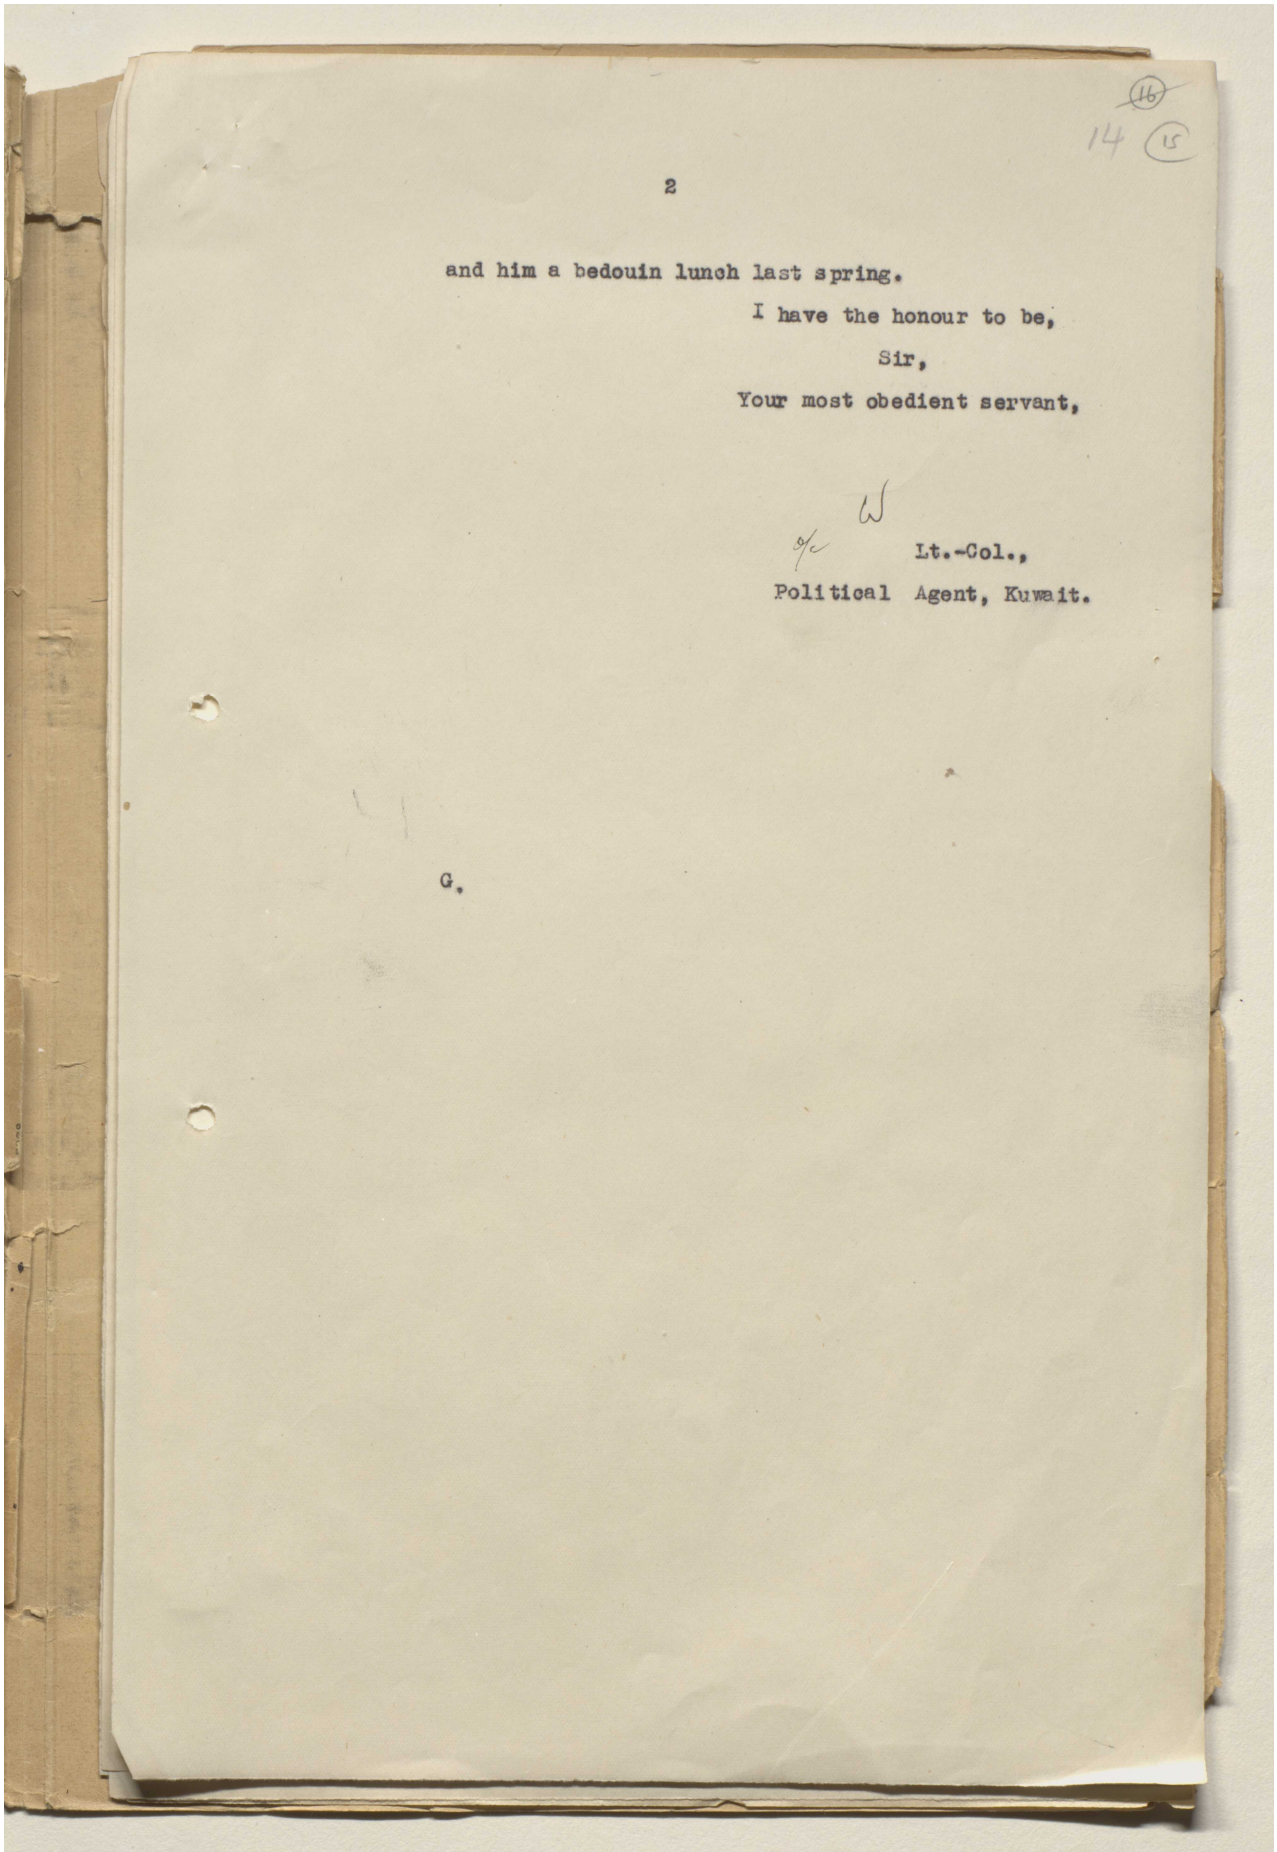 16
14 15
2
and him a bedouin lunch last spring.
I have the honour to be,
Sir,
Your most obedient servant,
W
o/c Lt.-Col.,
Political Agent, Kuwait.
G.